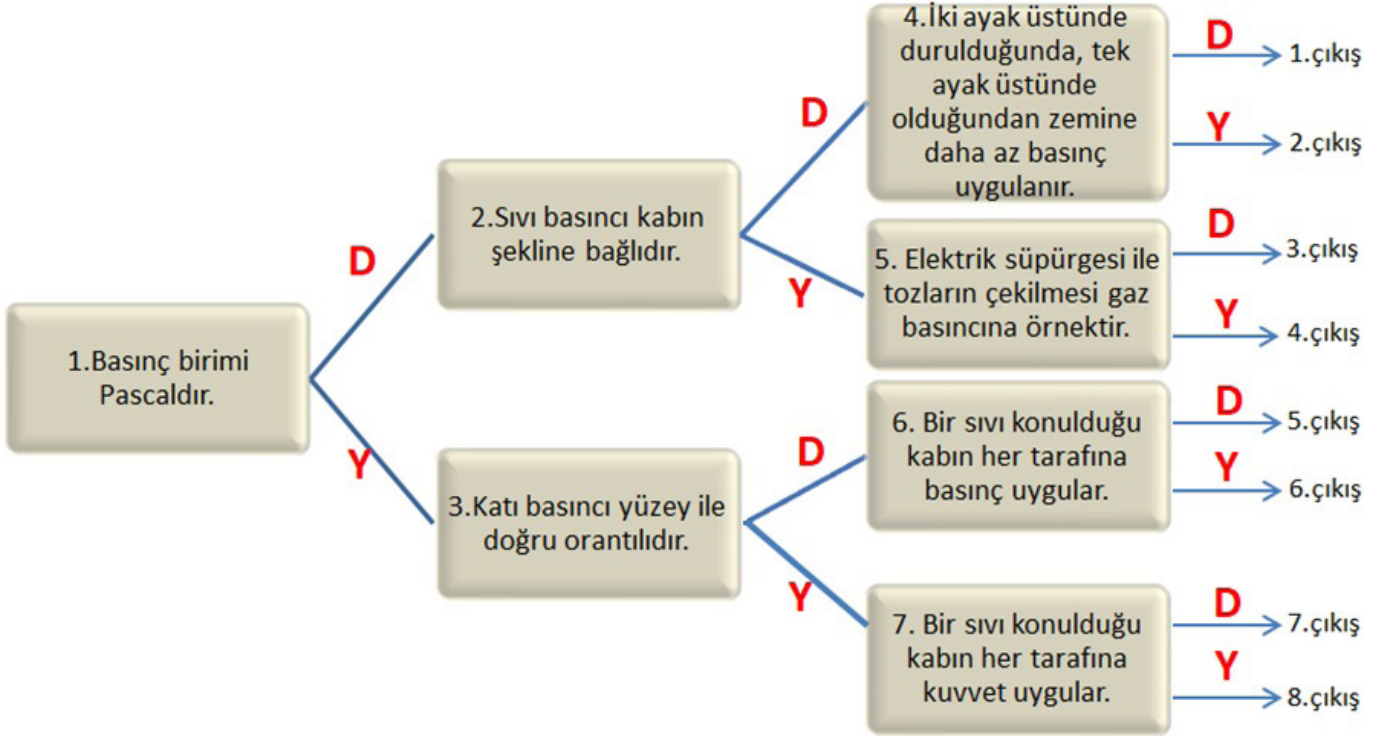 1.Basınç birimi
Pascaldır.
D
Y
2.Sıvı basıncı kabın
şekline bağlıdır.
D
Y
3.Katı basıncı yüzey ile
doğru orantılıdır.
D
Y
4.İki ayak üstünde
durulduğunda, tek
ayak üstünde
olduğundan zemine
daha az basınç
uygulanır.
D
1.çıkış
Y
2.çıkış
5. Elektrik süpürgesi ile
tozların çekilmesi gaz
basıncına örnektir.
D
3.çıkış
Y
4.çıkış
6. Bir sıvı konulduğu
kabın her tarafına
basınç uygular.
D
5.çıkış
Y
6.çıkış
7. Bir sıvı konulduğu
kabın her tarafına
kuvvet uygular.
D
7.çıkış
Y
8.çıkış